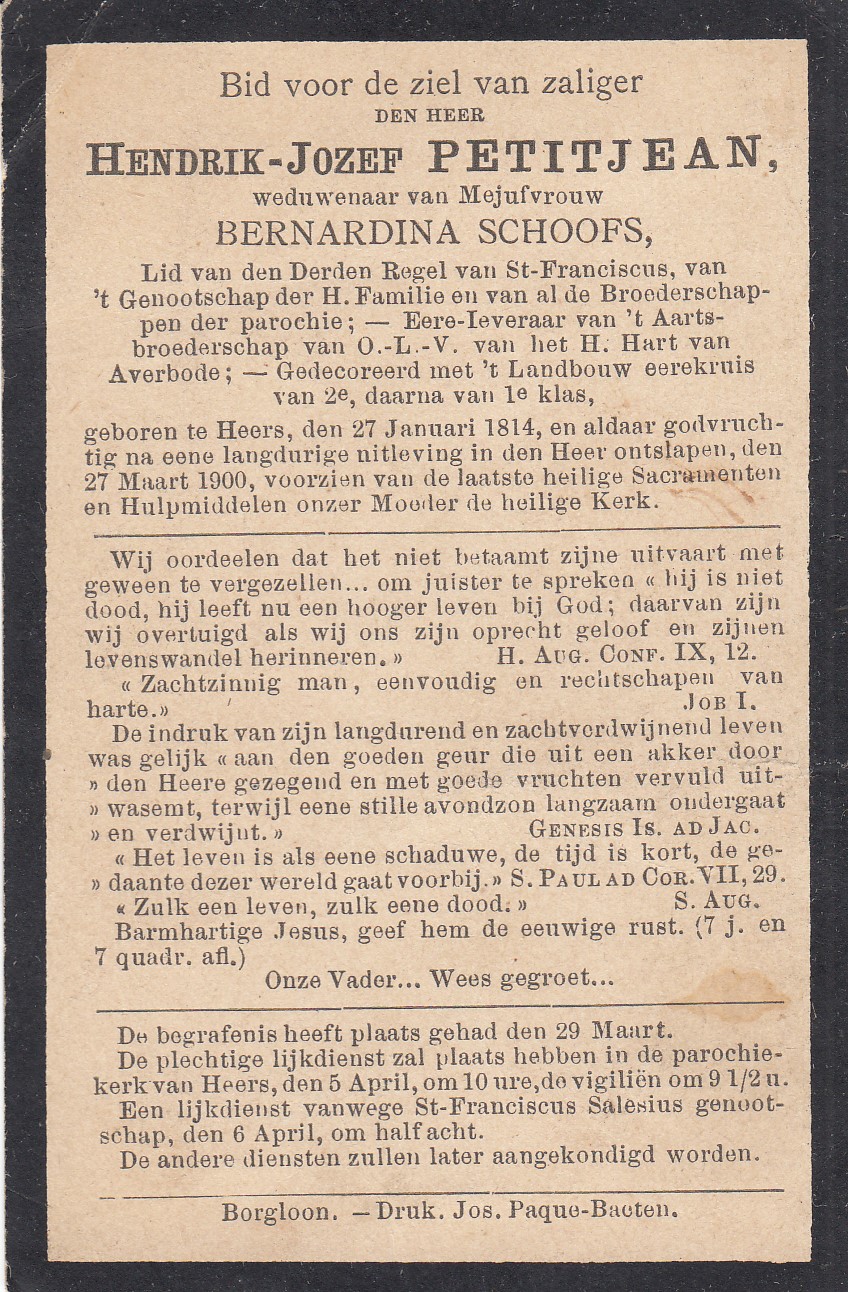 Bid voor de ziel van zaliger
DEN HEER
HENDRIK-JOZEF PETITJEAN,
weduwenaar van Mejufvrouw
BERNARDINA SCHOOFS,
Lid van den Derden Regel van St-Franciscus, van
't Genootschap der H. Familie en van al de Broederschap-
pen der parochie; — Eere-Ieveraar van 't Aarts-
broederschap van O.-L.-V. van het H. Hart van
Averbode; — Gedecoreerd met 't Landbouw eerekruis
van 2e, daarna van 1e klas,
geboren te Heers, den 27 Januari 1814, en aldaar godvruch-
tig na eene langdurige uitleving in den Heer ontslapen, den
27 Maart 1900, voorzien van de laatste heilige Sacramenten
en Hulpmiddelen onzer Moeder de heilige Kerk.
Wij oordeelen dat het niet betaamt zijne uitvaart met
geween te vergezellen... om juister te spreken « hij is niet
dood, hij leeft nu een hooger leven bij God; daarvan zijn
wij overtuigd als wij ons zijn oprecht geloof en zijnen
levenswandel herinneren. » H. AUG. CONF. IX, 12.
« Zachtzinnig man, eenvoudig en rechtschapen van
harte. » JOB I.
De indruk van zijn langdurend en zachtverdwijnend leven
was gelijk « aan den goeden geur die uit een akker door
» den Heere gezegend en met goede vruchten vervuld uit-
» wasemt, terwijl eene stille avondzon langzaam ondergaat
» en verdwijnt. » GENESIS IS. AD JAC.
« Het leven is als eene schaduwe, de tijd is kort, de ge-
» daante dezer wereld gaat voorbij. » S. PAUL AD COR. VII, 29.
« Zulk een leven, zulk eene dood. » S. AUG.
Barmhartige Jesus, geef hem de eeuwige rust. (7 j. en
7 quadr. afl.)
Onze Vader... Wees gegroet...
De begrafenis heeft plaats gehad den 29 Maart.
De plechtige lijkdienst zal plaats hebben in de parochie-
kerk van Heers, den 5 April, om 10 ure, de vigiliën om 9 1/2 u.
Een lijkdienst vanwege St-Franciscus Salesius genoot-
schap, den 6 April, om half acht.
De andere diensten zullen later aangekondigd worden.
Borgloon. — Druk. Jos. Paque-Baeten.